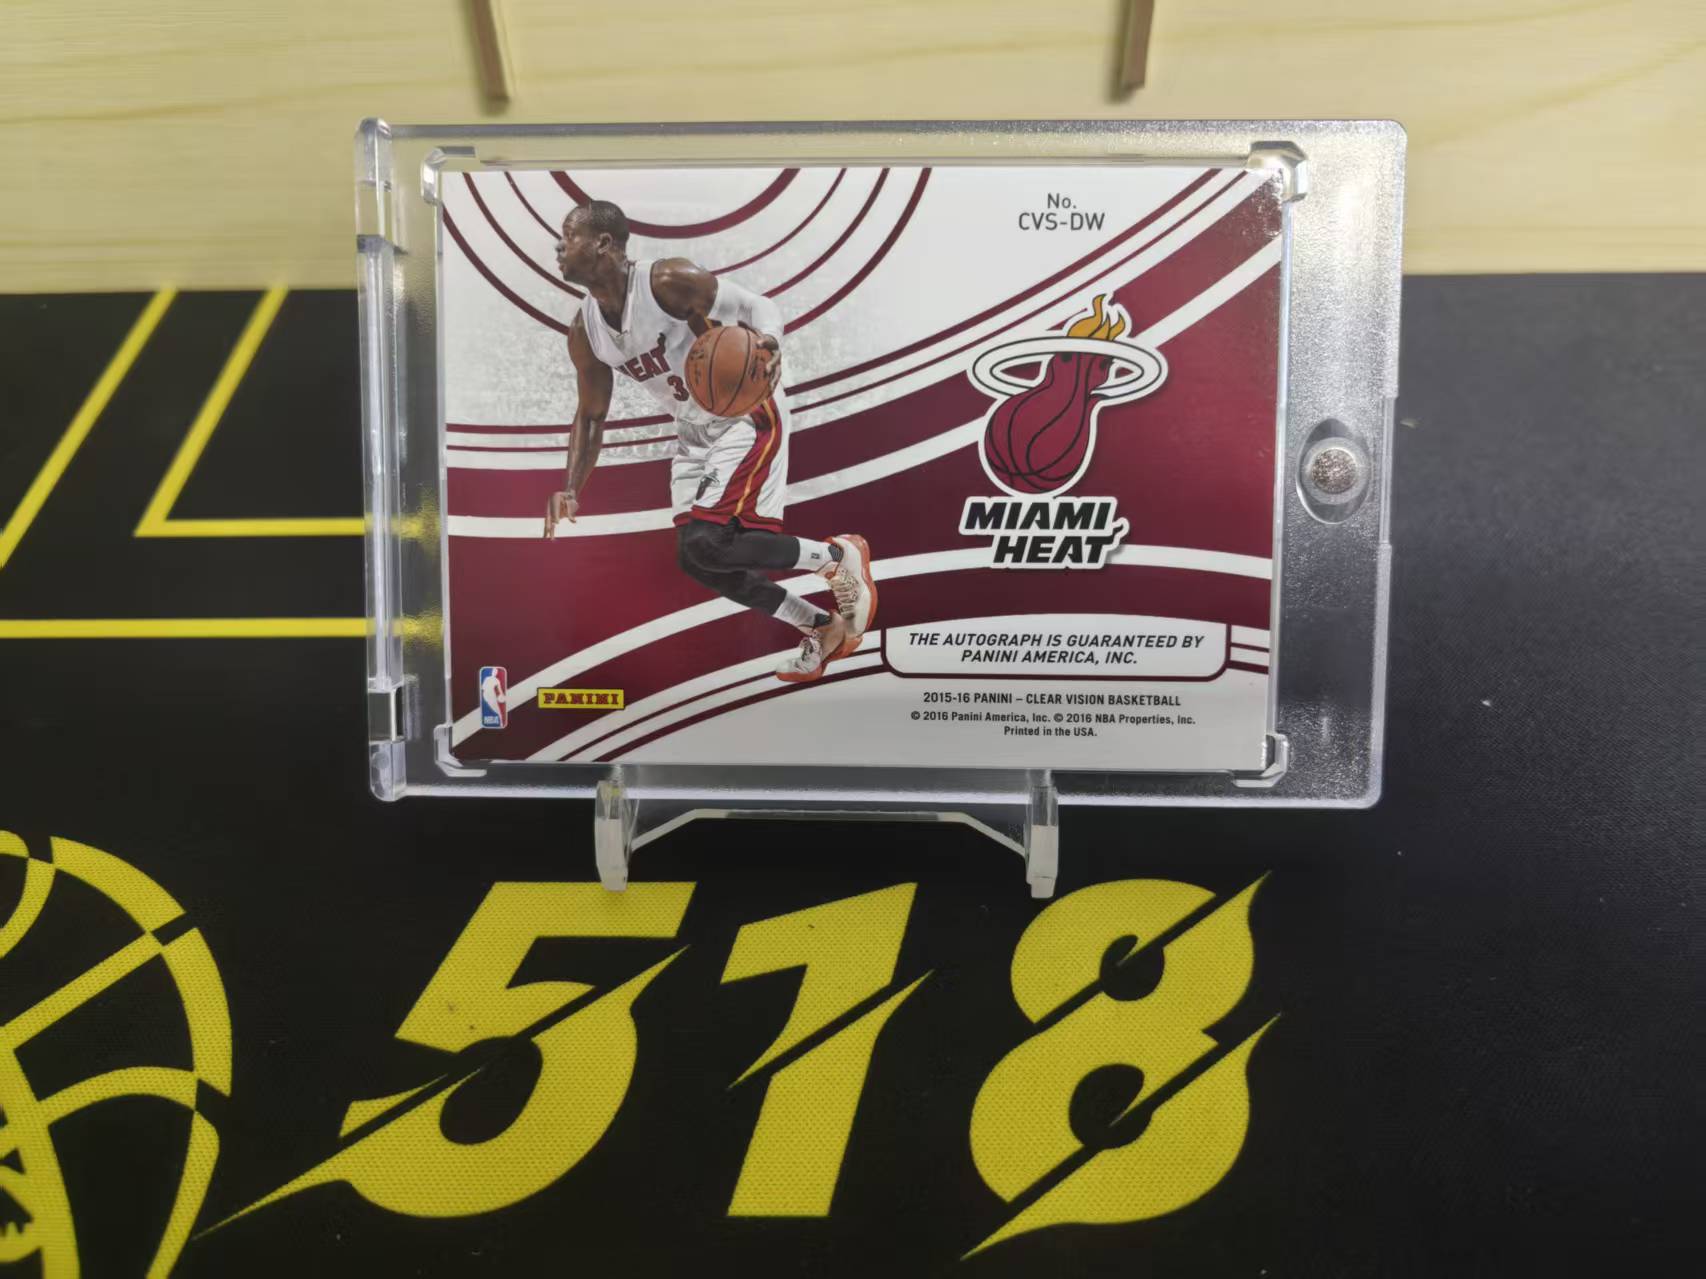 No.
CVS-DW
HEAT
3
MIAMI
HEAT
THE AUTOGRAPH IS GUARANTEED BY
PANINI AMERICA, INC.
NBA
PANINI
2015-16 PANINI – CLEAR VISION BASKETBALL
© 2016 Panini America, Inc. © 2016 NBA Properties, Inc.
Printed in the USA.
518